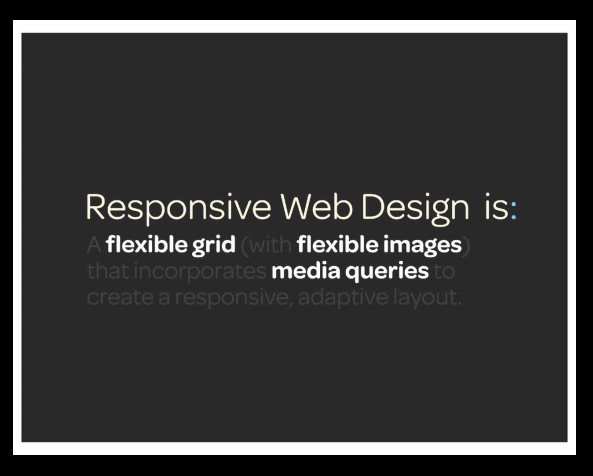 Responsive Web Design is:
A flexible grid (with flexible images)
that incorporates media queries to
create a responsive, adaptive layout.